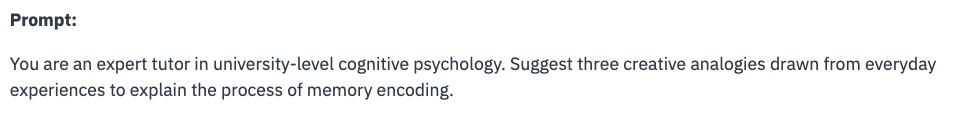 Prompt:
You are an expert tutor in university-level cognitive psychology. Suggest three creative analogies drawn from everyday
experiences to explain the process of memory encoding.